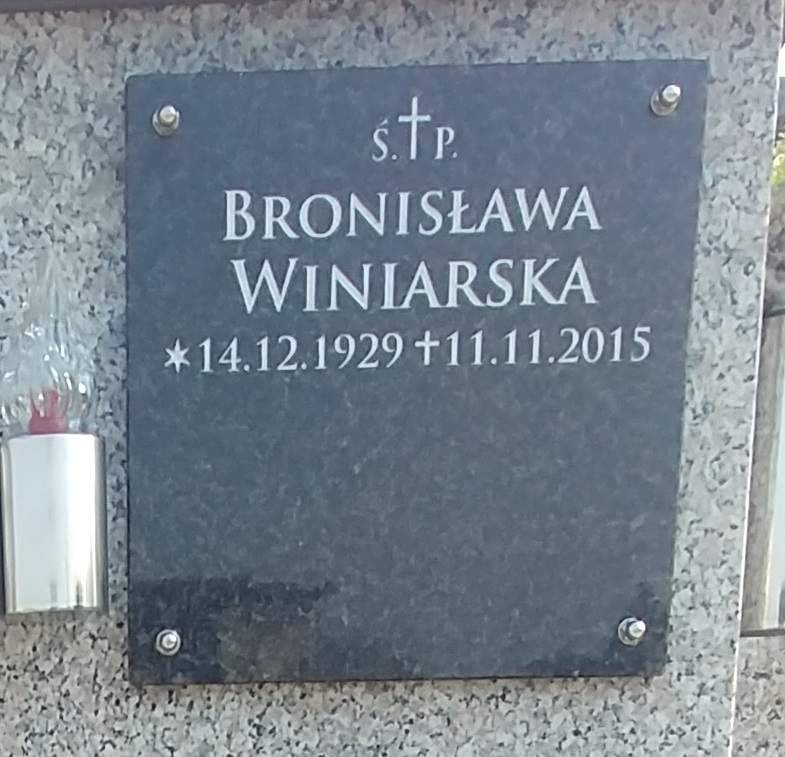 Ś.†P.
BRONISŁAWA
WINIARSKA
*14.12.1929 †11.11.2015